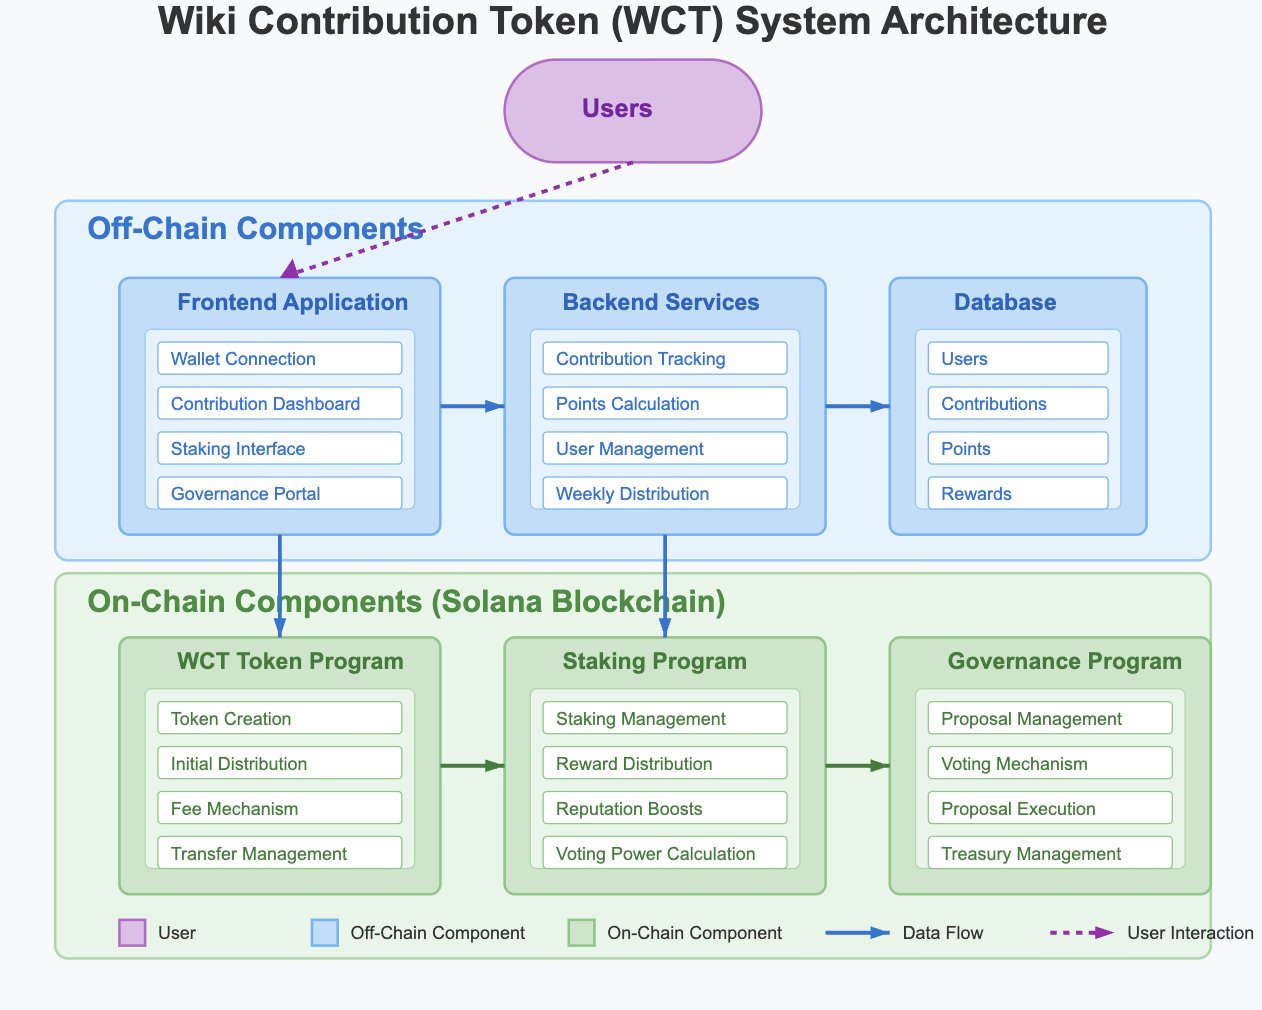 Wiki Contribution Token (WCT) System Architecture
Users
Off-Chain Components
Frontend Application
Wallet Connection
Contribution Dashboard
Staking Interface
Governance Portal
Backend Services
Contribution Tracking
Points Calculation
User Management
Weekly Distribution
Database
Users
Contributions
Points
Rewards
On-Chain Components (Solana Blockchain)
WCT Token Program
Token Creation
Initial Distribution
Fee Mechanism
Transfer Management
Staking Program
Staking Management
Reward Distribution
Reputation Boosts
Voting Power Calculation
Governance Program
Proposal Management
Voting Mechanism
Proposal Execution
Treasury Management
User
Off-Chain Component
On-Chain Component
Data Flow
User Interaction